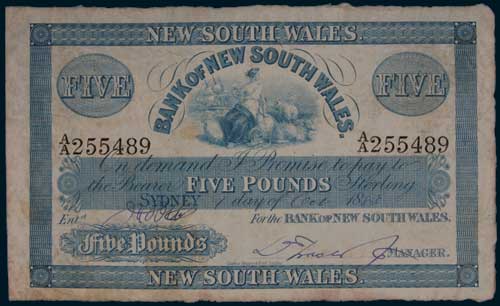 NEW SOUTH WALES.
FIVE FIVE
BANK OF NEW SOUTH WALES.
A/A 255489 A/A 255489
On demand I Promise to pay to
the Bearer FIVE POUNDS Sterling
SYDNEY 1 day of Oct
Ent^d For the BANK OF NEW SOUTH WALES.
Five Pounds
MANAGER.
NEW SOUTH WALES.